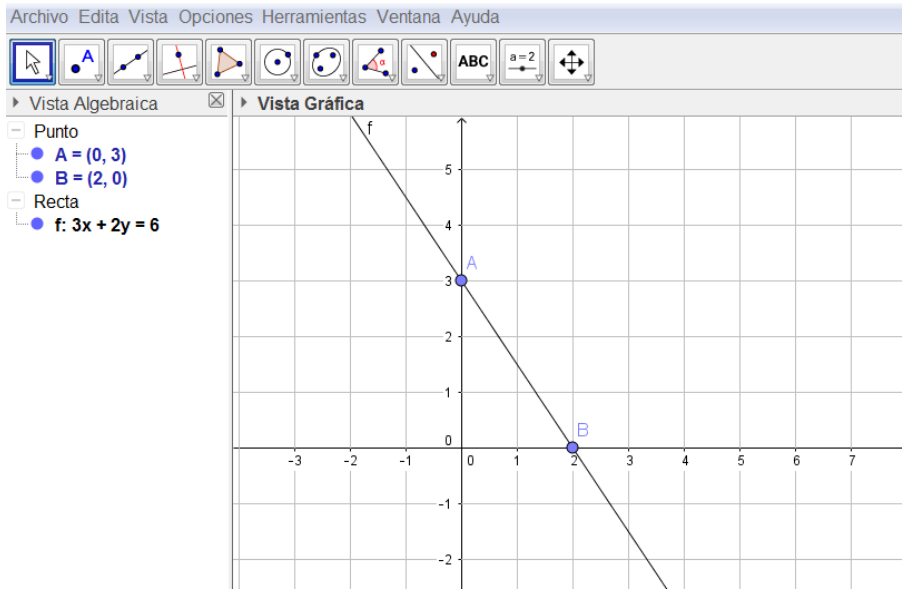 Archivo Edita Vista Opciones Herramientas Ventana Ayuda
A
α
ABC
a=2
Vista Algebraica
Vista Gráfica
Punto
A = (0, 3)
B = (2, 0)
Recta
f: 3x + 2y = 6
f
5
4
A
3
2
1
B
0
-3 -2 -1 0 1 2 3 4 5 6 7
-1
-2